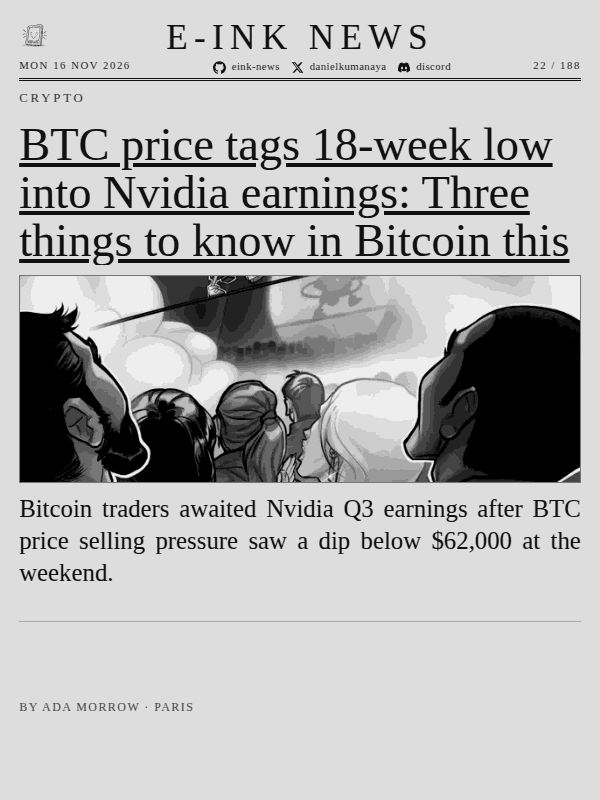 E-INK NEWS
MON 16 NOV 2026
eink-news danielkumanaya discord
22 / 188
CRYPTO
BTC price tags 18-week low
into Nvidia earnings: Three
things to know in Bitcoin this
Bitcoin traders awaited Nvidia Q3 earnings after BTC
price selling pressure saw a dip below $62,000 at the
weekend.
BY ADA MORROW · PARIS